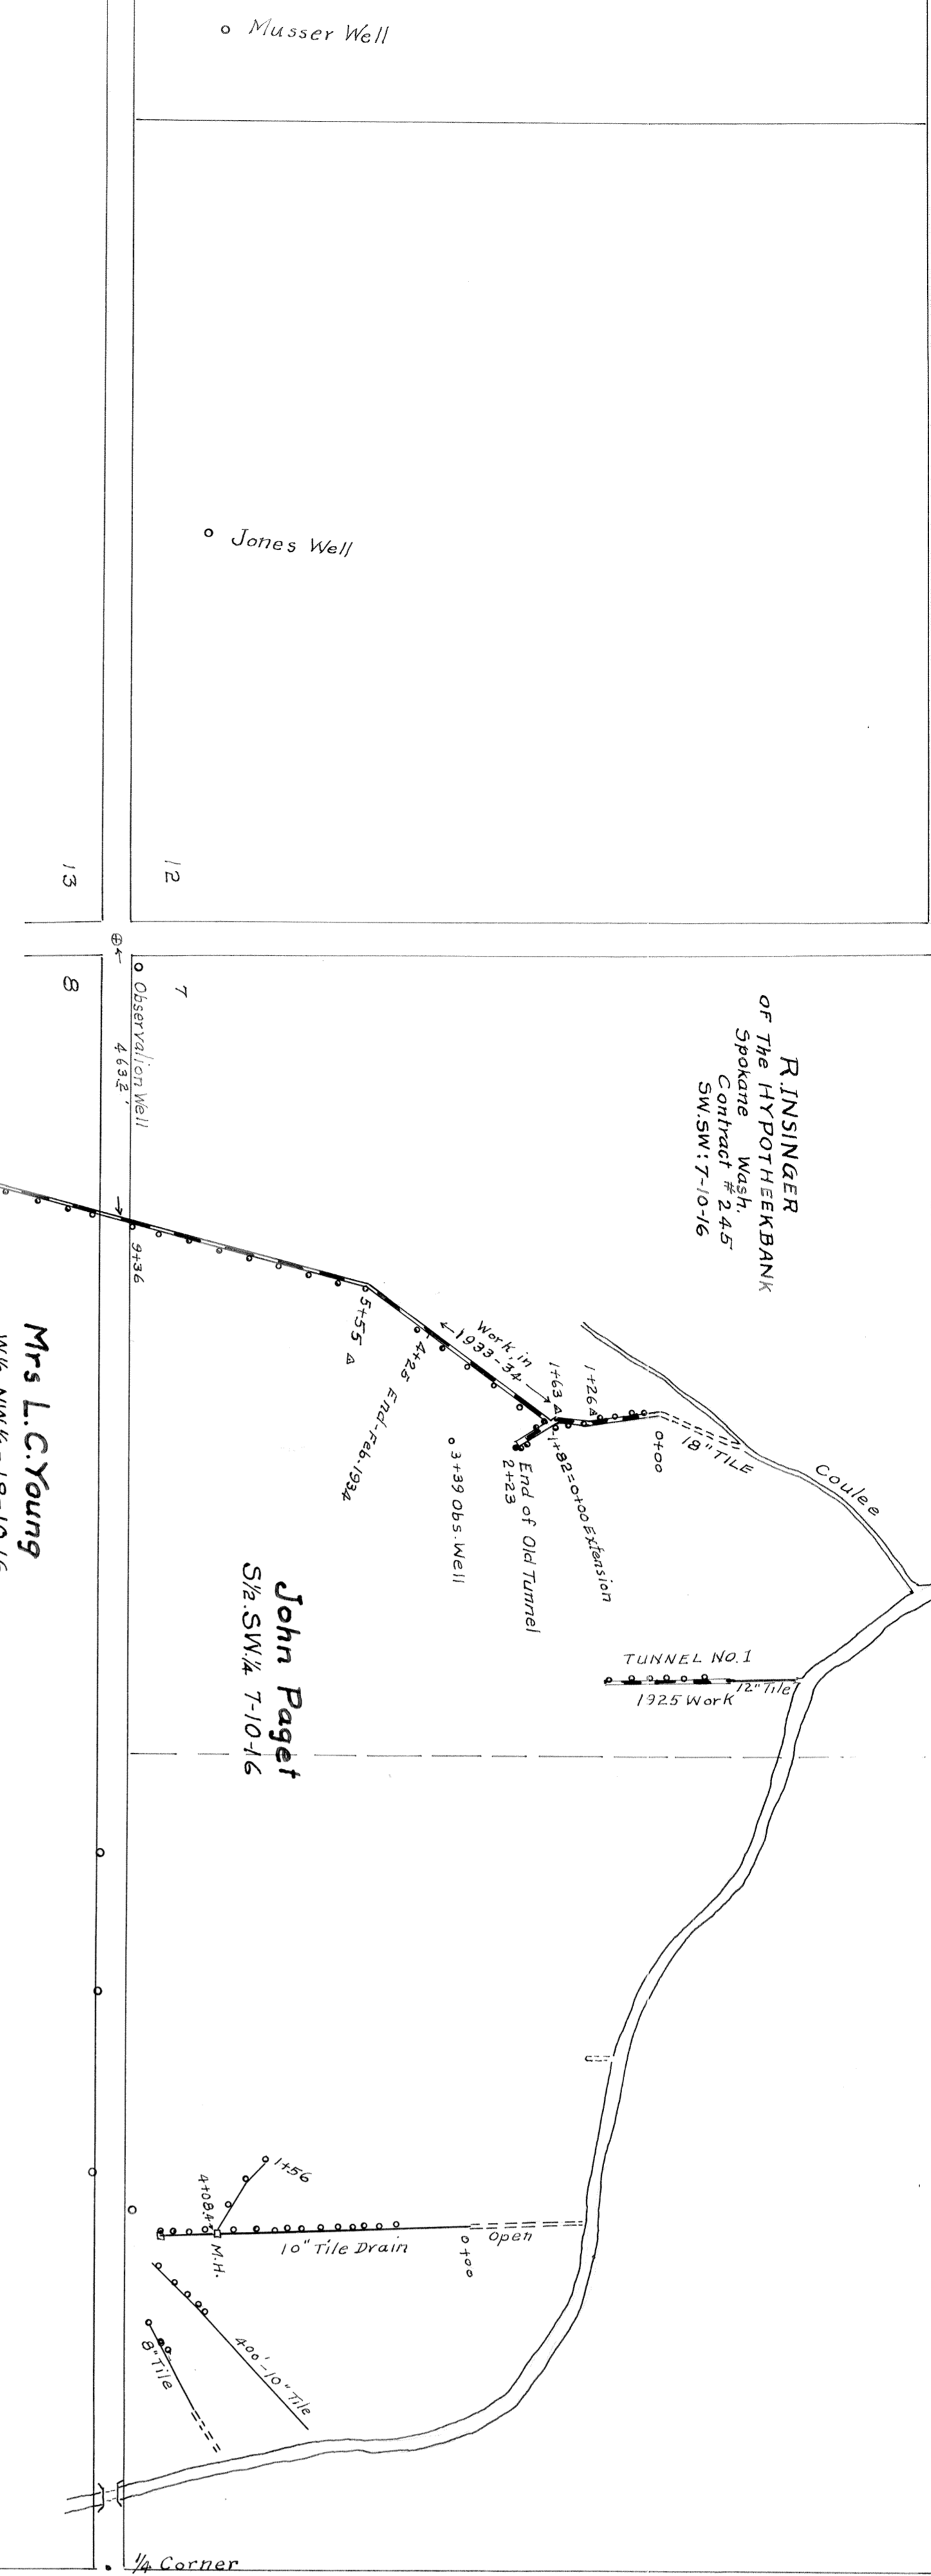 Musser Well
Jones Well
13
12
8
7
Observation Well
463.2'
9+36
R. INSINGER
OF The HYPOTHEEKBANK
Spokane Wash.
Contract #245
SW.SW: 7-10-16
5+55 Δ
4+25 End-Feb.1934
Work in
1933-34
1+63 Δ
1+26 Δ
0+00
18" TILE
Coulee
1+82=0+00 Extension
End of Old Tunnel
2+23
3+39 Obs. Well
Mrs L.C. Young
John Paget
S½.SW.¼ 7-10-16
TUNNEL NO. 1
12" Tile
1925 Work
1+56
4+08.4
M.H.
10" Tile Drain
0+00
Open
400'-10" Tile
8" Tile
¼ Corner